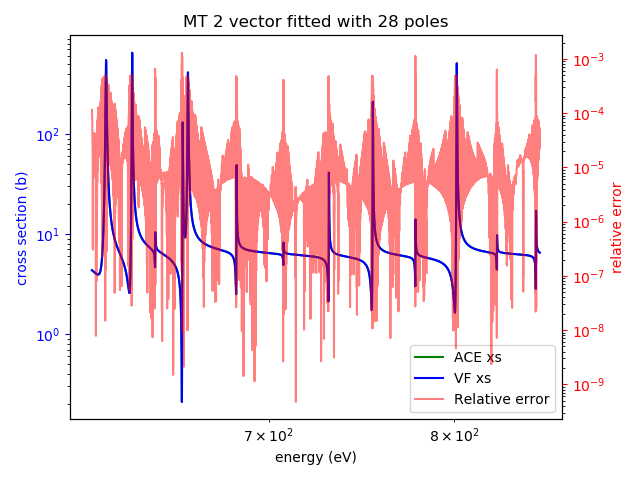 MT 2 vector fitted with 28 poles
10²
10¹
10⁰
cross section (b)
10⁻³
10⁻⁴
10⁻⁵
10⁻⁶
10⁻⁷
10⁻⁸
10⁻⁹
relative error
ACE xs
VF xs
Relative error
7 × 10²
8 × 10²
energy (eV)